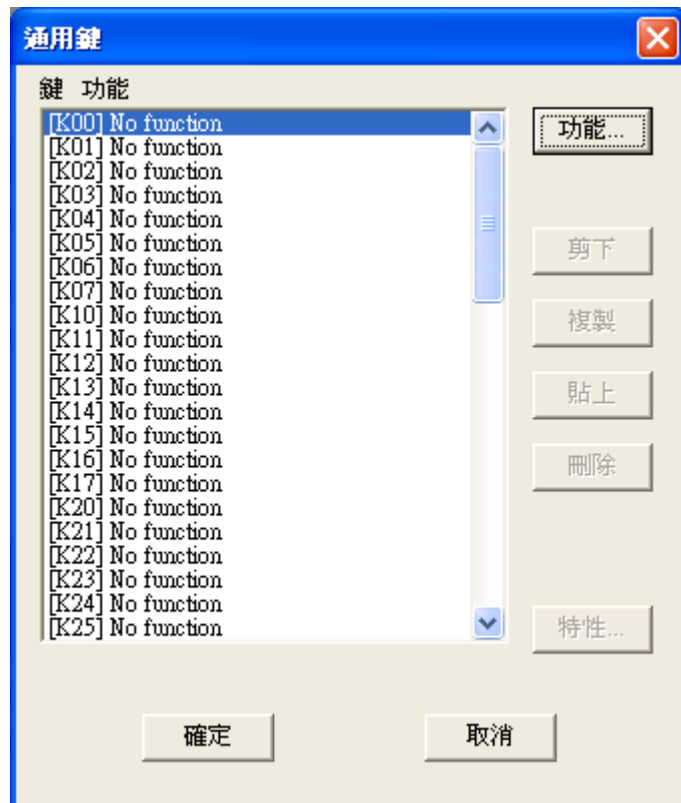 通用鍵
鍵 功能
[K00] No function
[K01] No function
[K02] No function
[K03] No function
[K04] No function
[K05] No function
[K06] No function
[K07] No function
[K10] No function
[K11] No function
[K12] No function
[K13] No function
[K14] No function
[K15] No function
[K16] No function
[K17] No function
[K20] No function
[K21] No function
[K22] No function
[K23] No function
[K24] No function
[K25] No function
功能...
剪下
複製
貼上
刪除
特性...
確定
取消